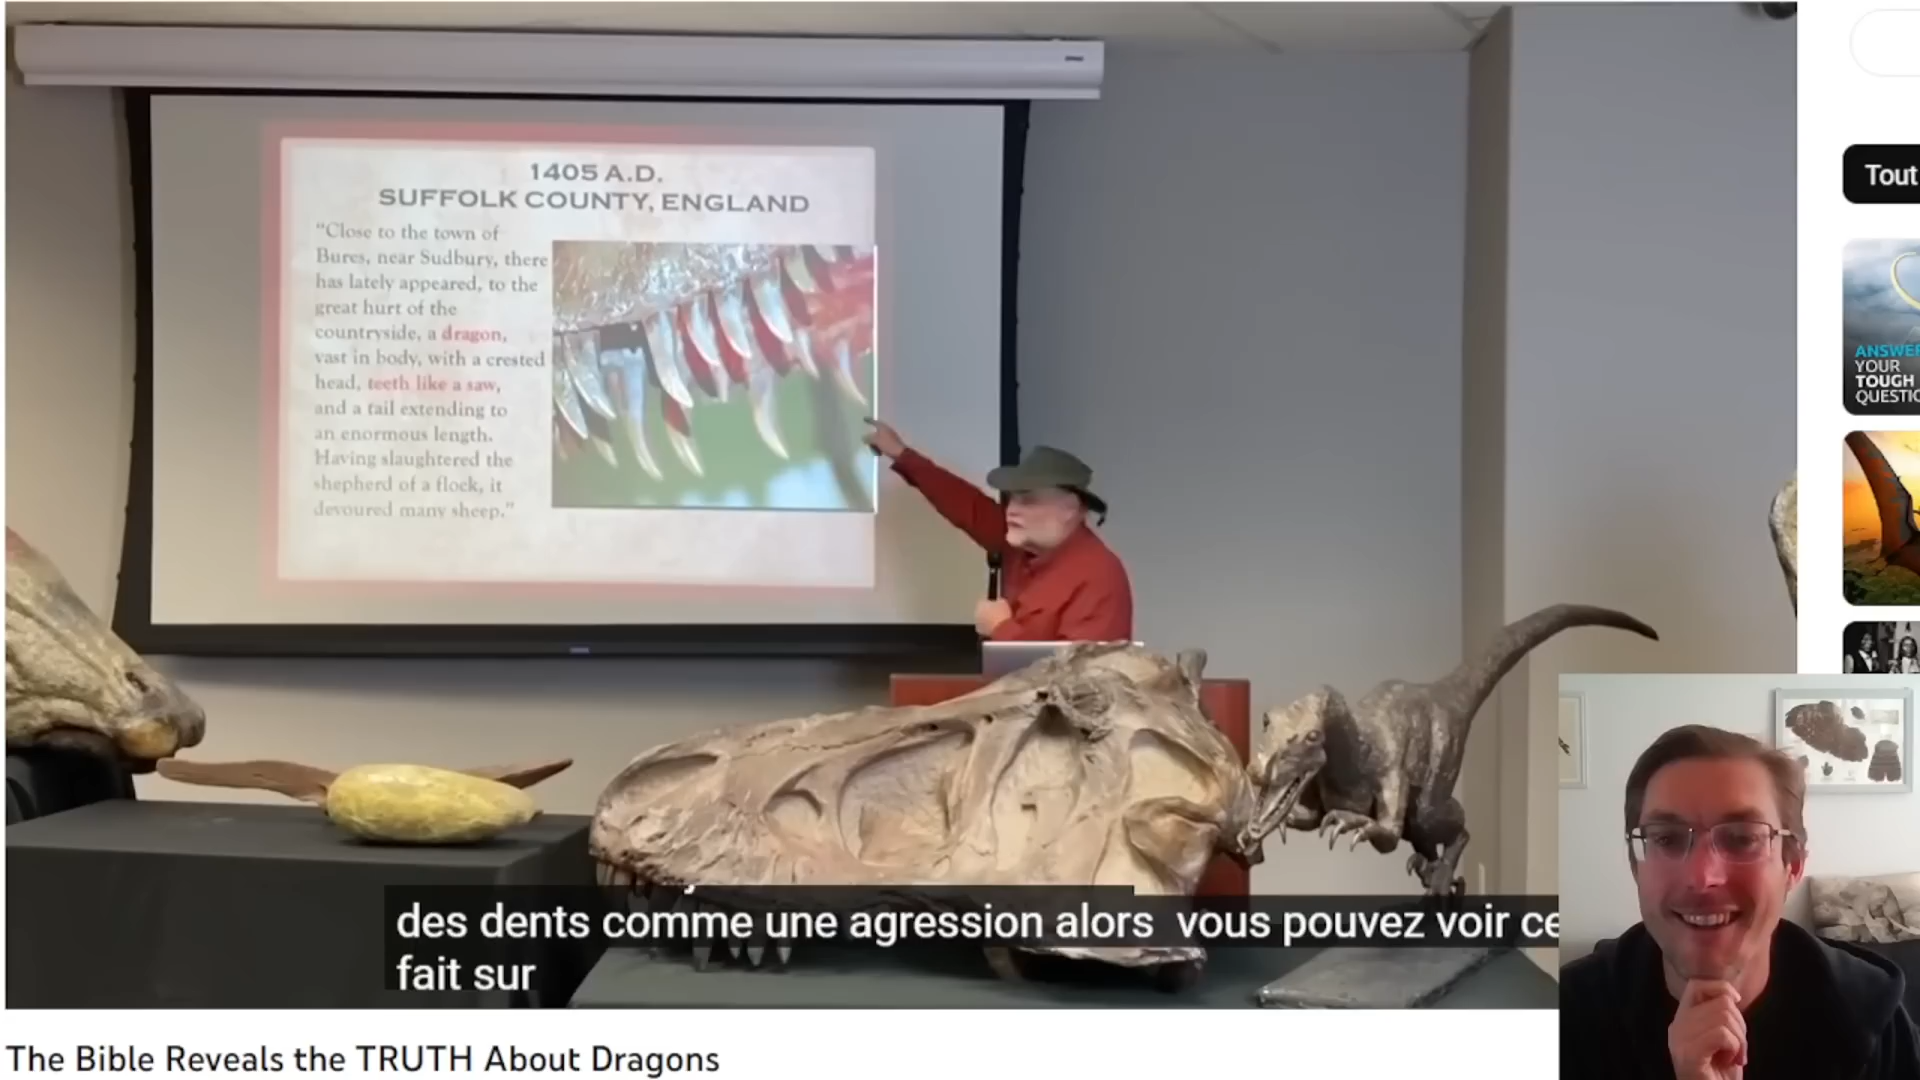 1405 A.D.
SUFFOLK COUNTY, ENGLAND
“Close to the town of
Bures, near Sudbury, there
has lately appeared, to the
great hurt of the
countryside, a dragon,
vast in body, with a crested
head, teeth like a saw,
and a tail extending to
an enormous length.
Having slaughtered the
shepherd of a flock, it
devoured many sheep.”
des dents comme une agression alors vous pouvez voir ce
fait sur
The Bible Reveals the TRUTH About Dragons
Tout
YOUR
TOUGH